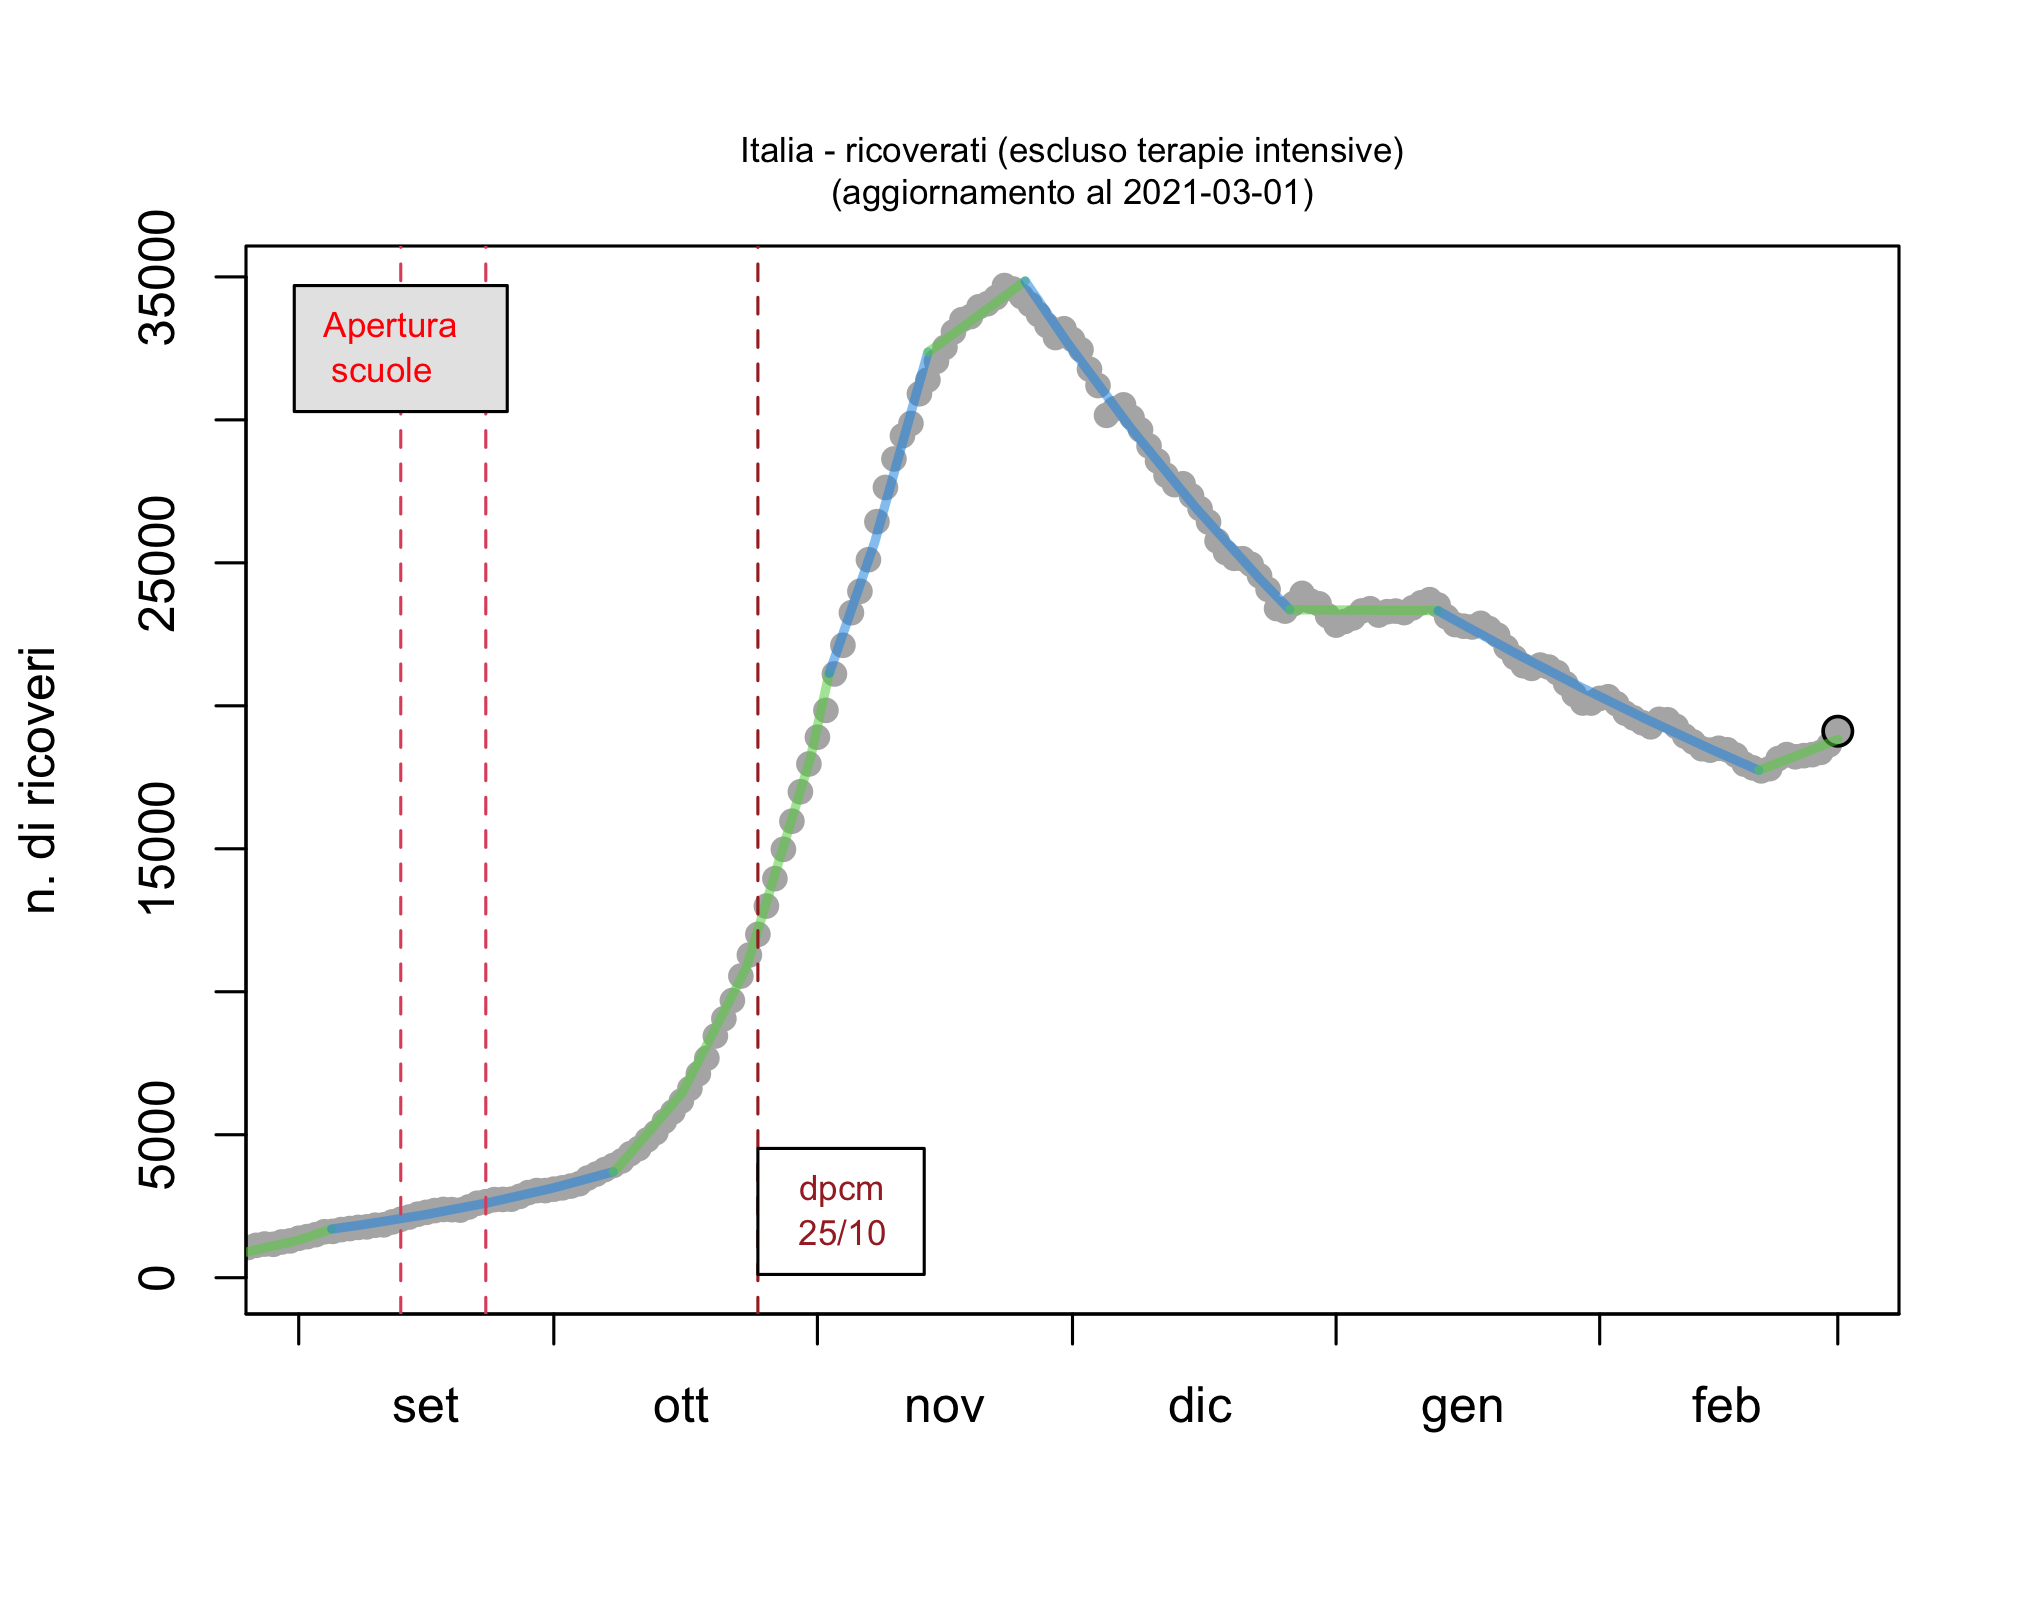 Italia - ricoverati (escluso terapie intensive)
(aggiornamento al 2021-03-01)
n. di ricoveri
35000
25000
15000
5000
0
Apertura
scuole
dpcm
25/10
set ott nov dic gen feb